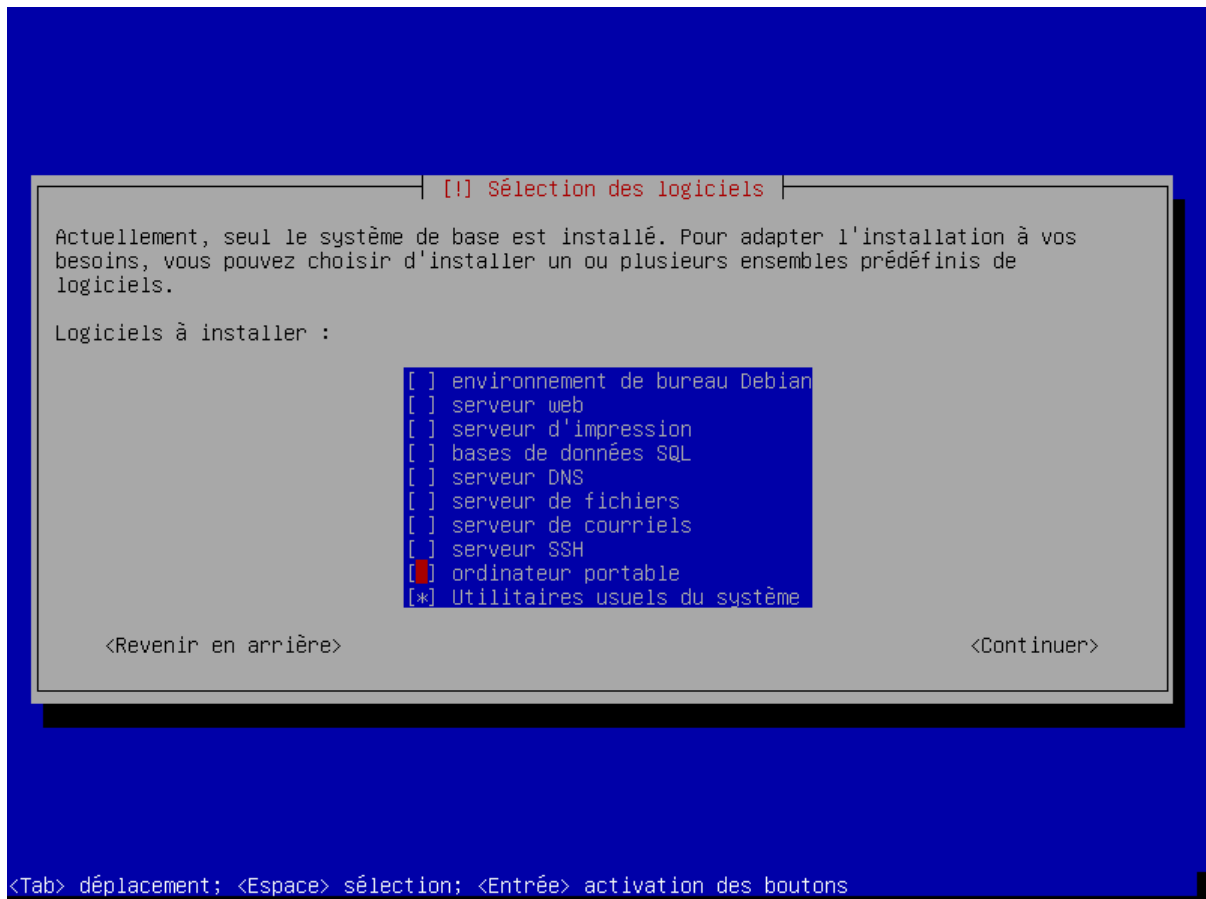 [!] Sélection des logiciels
Actuellement, seul le système de base est installé. Pour adapter l'installation à vos
besoins, vous pouvez choisir d'installer un ou plusieurs ensembles prédéfinis de
logiciels.
Logiciels à installer :
[ ] environnement de bureau Debian
[ ] serveur web
[ ] serveur d'impression
[ ] bases de données SQL
[ ] serveur DNS
[ ] serveur de fichiers
[ ] serveur de courriels
[ ] serveur SSH
[ ] ordinateur portable
[*] Utilitaires usuels du système
<Revenir en arrière> <Continuer>
<Tab> déplacement; <Espace> sélection; <Entrée> activation des boutons